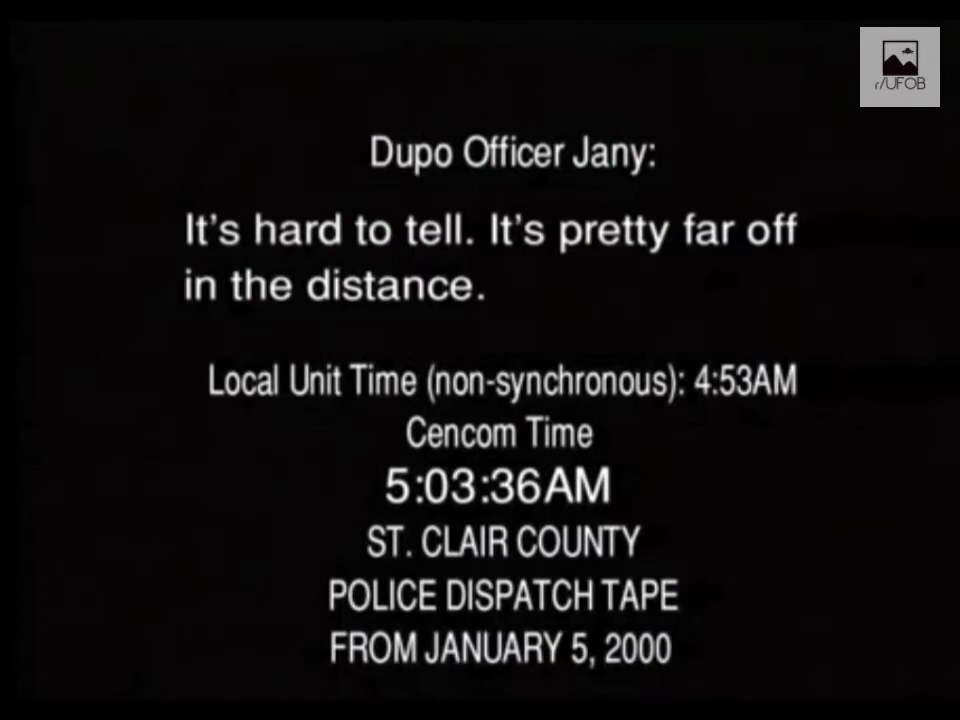 r/UFOB
Dupo Officer Jany:
It's hard to tell. It's pretty far off
in the distance.
Local Unit Time (non-synchronous): 4:53AM
Cencom Time
5:03:36AM
ST. CLAIR COUNTY
POLICE DISPATCH TAPE
FROM JANUARY 5, 2000